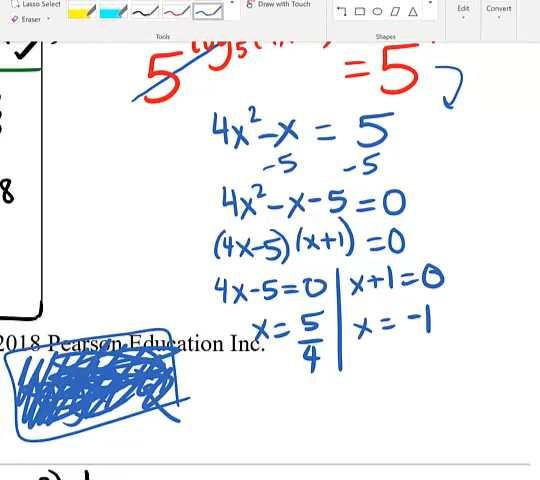 Lasso Select
Eraser
Draw with Touch
Edit
Convert
Tools
Shapes
5 = 5
4x² - x = 5
-5 -5
8
4x² - x - 5 = 0
(4x-5)(x+1) = 0
4x - 5 = 0 | x + 1 = 0
x = 5/4 | x = -1
2018 Pearson Education Inc.